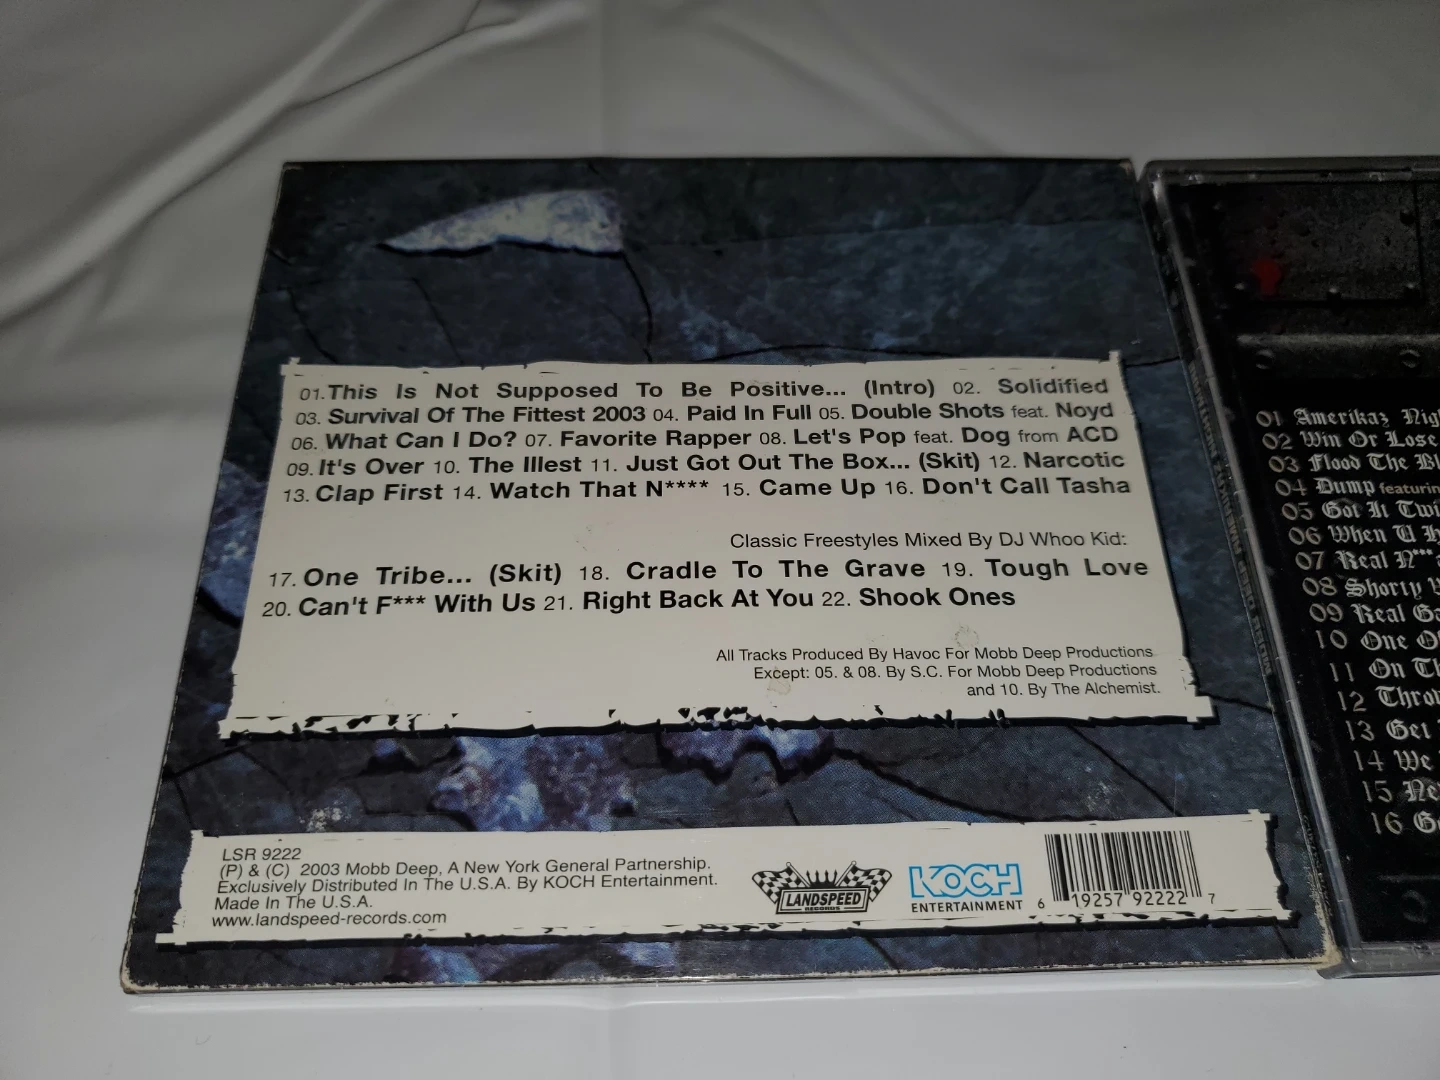 01.This Is Not Supposed To Be Positive... (Intro) 02. Solidified
03. Survival Of The Fittest 2003 04. Paid In Full 05. Double Shots feat. Noyd
06. What Can I Do? 07. Favorite Rapper 08. Let's Pop feat. Dog from ACD
09. It's Over 10. The Illest 11. Just Got Out The Box... (Skit) 12. Narcotic
13. Clap First 14. Watch That N**** 15. Came Up 16. Don't Call Tasha
Classic Freestyles Mixed By DJ Whoo Kid:
17. One Tribe... (Skit) 18. Cradle To The Grave 19. Tough Love
20. Can't F*** With Us 21. Right Back At You 22. Shook Ones
All Tracks Produced By Havoc For Mobb Deep Productions
Except: 05. & 08. By S.C. For Mobb Deep Productions
and 10. By The Alchemist.
LSR 9222
(P) & (C) 2003 Mobb Deep, A New York General Partnership.
Exclusively Distributed In The U.S.A. By KOCH Entertainment.
Made In The U.S.A.
www.landspeed-records.com
LANDSPEED
RECORDS
KOCH
ENTERTAINMENT
6 19257 92222 7
01 Amerikaz
02 Win Or Lose
03 Flood The
04 Dump featuring
05 Got It
06 When U
07 Real N***
08 Shorty
09 Real
10 One
11 On
12
13 Get
14 We
15
16